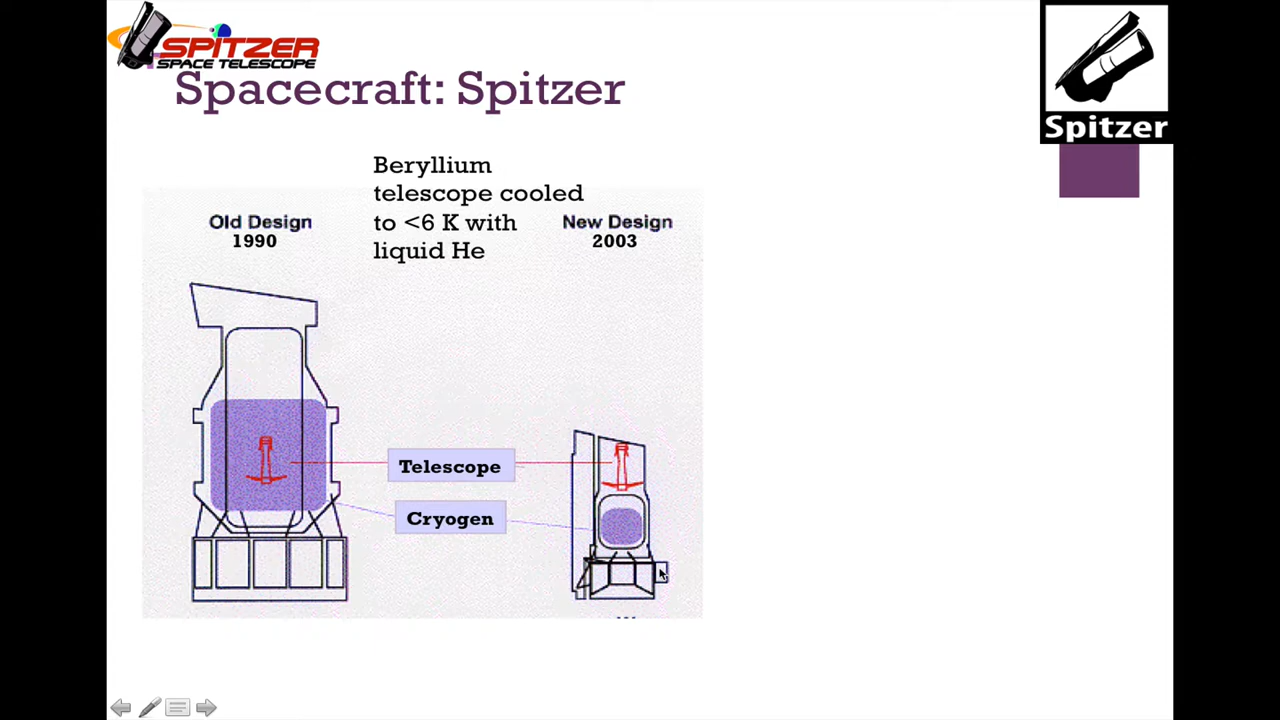 SPITZER
SPACE TELESCOPE
Spacecraft: Spitzer
Spitzer
Beryllium
telescope cooled
to <6 K with
liquid He
Old Design
1990
New Design
2003
Telescope
Cryogen